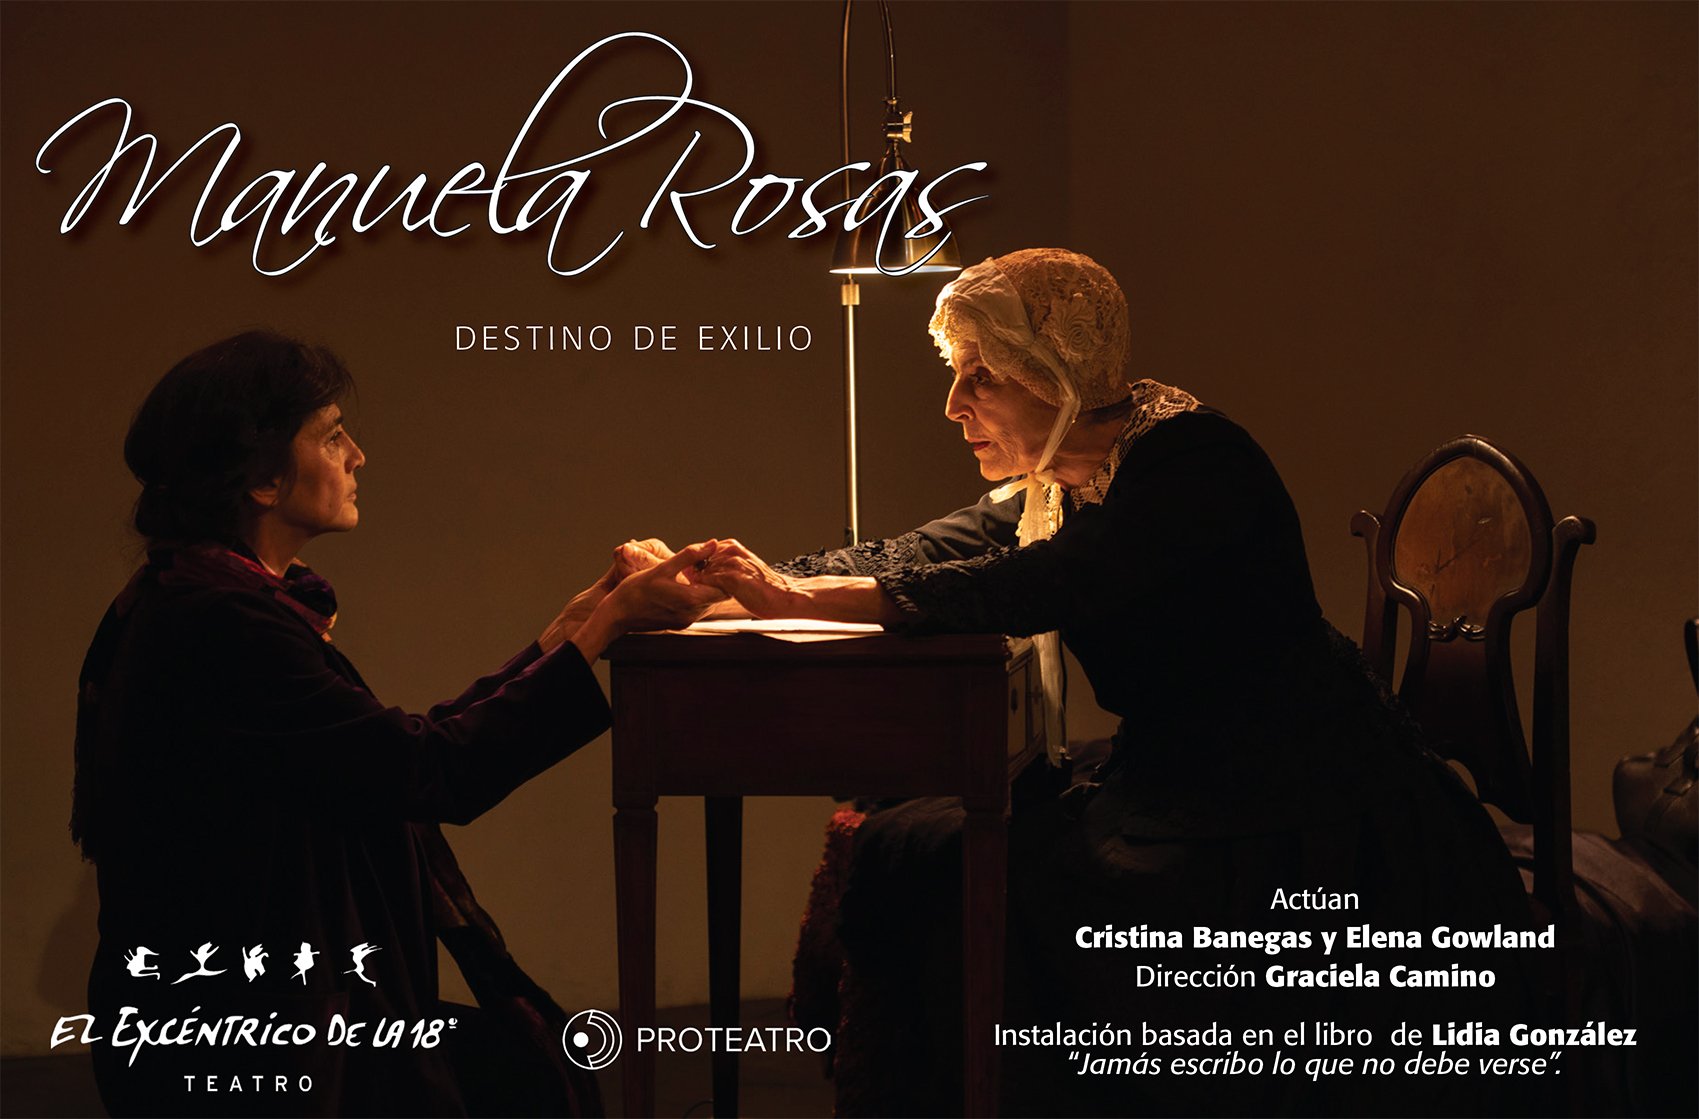 Manuela Rosas
DESTINO DE EXILIO
Actúan
Cristina Banegas y Elena Gowland
Dirección Graciela Camino
Instalación basada en el libro de Lidia González
“Jamás escribo lo que no debe verse”.
EL EXCÉNTRICO DE LA 18º
TEATRO
PROTEATRO